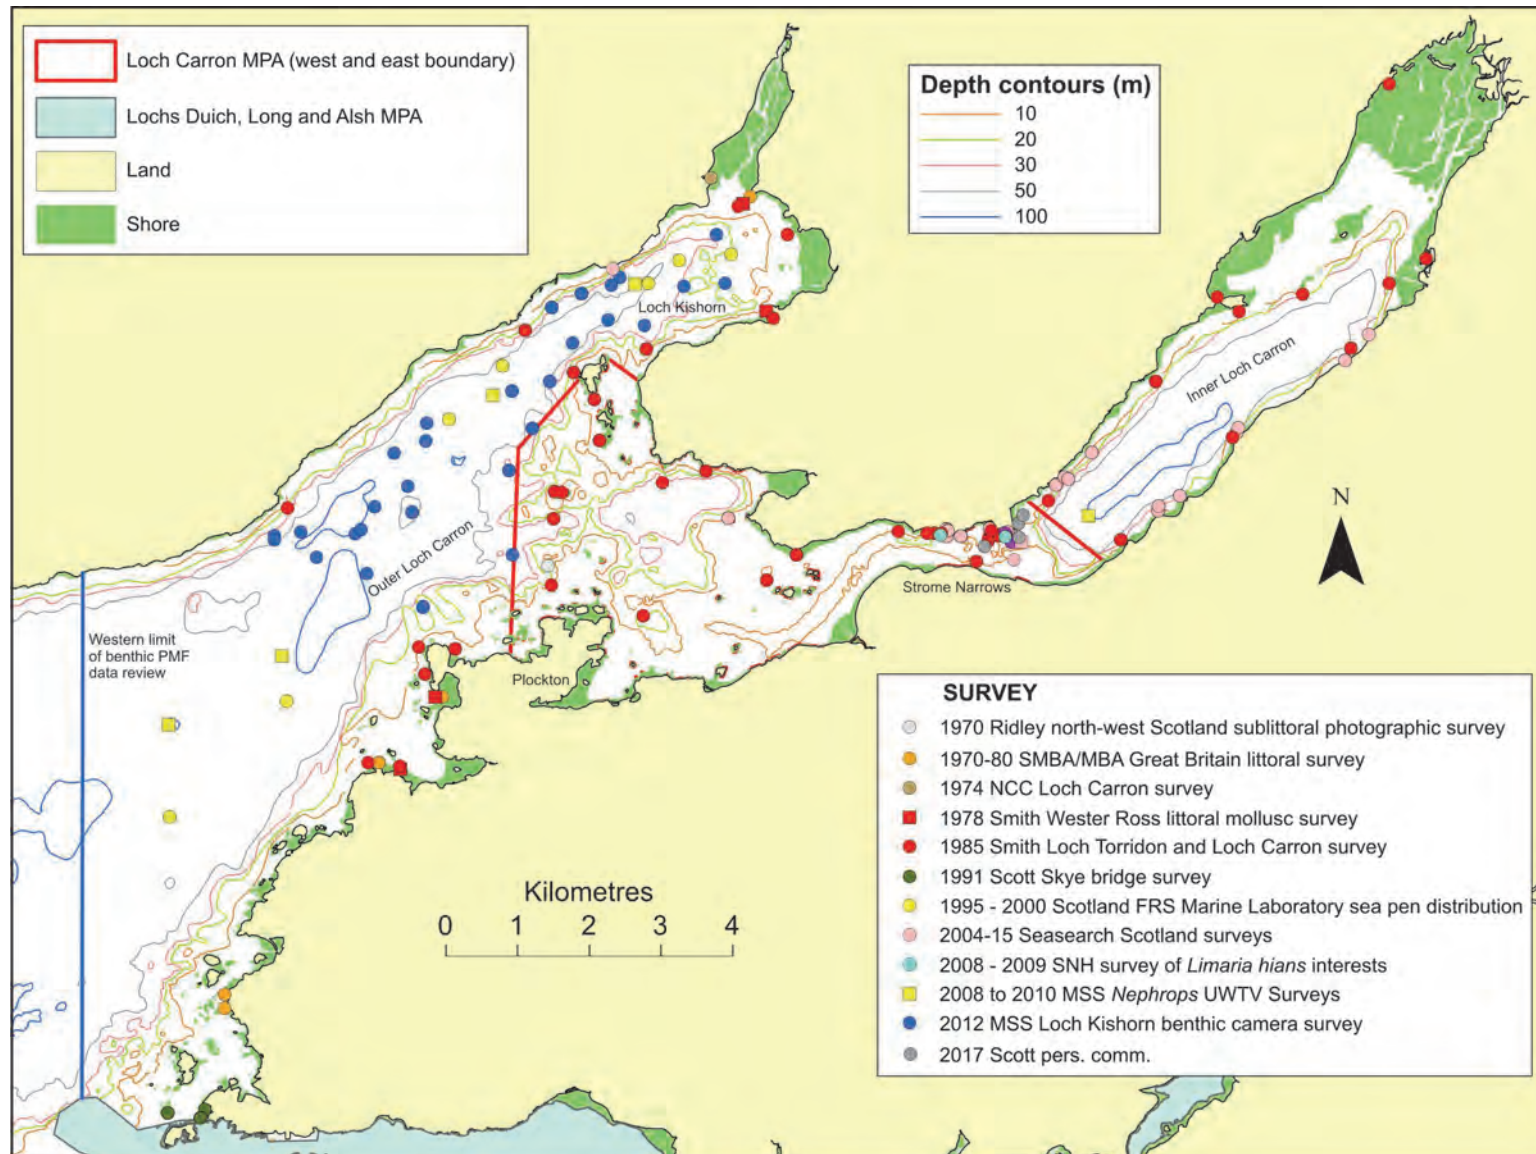 Loch Carron MPA (west and east boundary)
Lochs Duich, Long and Alsh MPA
Land
Shore
Depth contours (m)
10
20
30
50
100
Loch Kishorn
Inner Loch Carron
Outer Loch Carron
Strome Narrows
Western limit
of benthic PMF
data review
Plockton
N
Kilometres
0 1 2 3 4
SURVEY
1970 Ridley north-west Scotland sublittoral photographic survey
1970-80 SMBA/MBA Great Britain littoral survey
1974 NCC Loch Carron survey
1978 Smith Wester Ross littoral mollusc survey
1985 Smith Loch Torridon and Loch Carron survey
1991 Scott Skye bridge survey
1995 - 2000 Scotland FRS Marine Laboratory sea pen distribution
2004-15 Seasearch Scotland surveys
2008 - 2009 SNH survey of Limaria hians interests
2008 to 2010 MSS Nephrops UWTV Surveys
2012 MSS Loch Kishorn benthic camera survey
2017 Scott pers. comm.